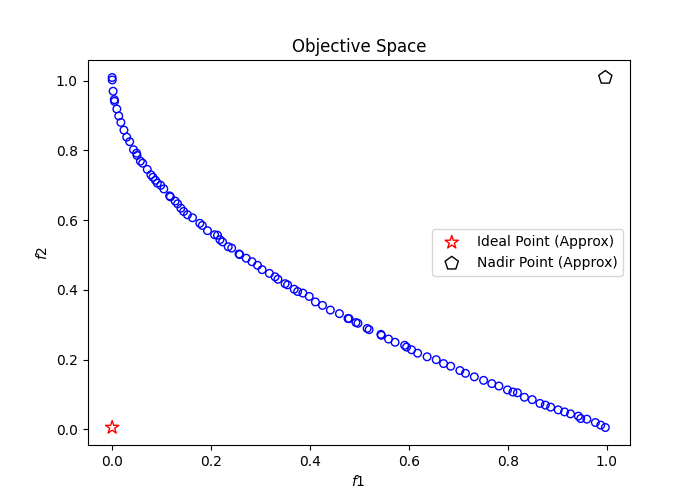 Objective Space
1.0
0.8
0.6
0.4
0.2
0.0
f2
Ideal Point (Approx)
Nadir Point (Approx)
0.0 0.2 0.4 0.6 0.8 1.0
f1